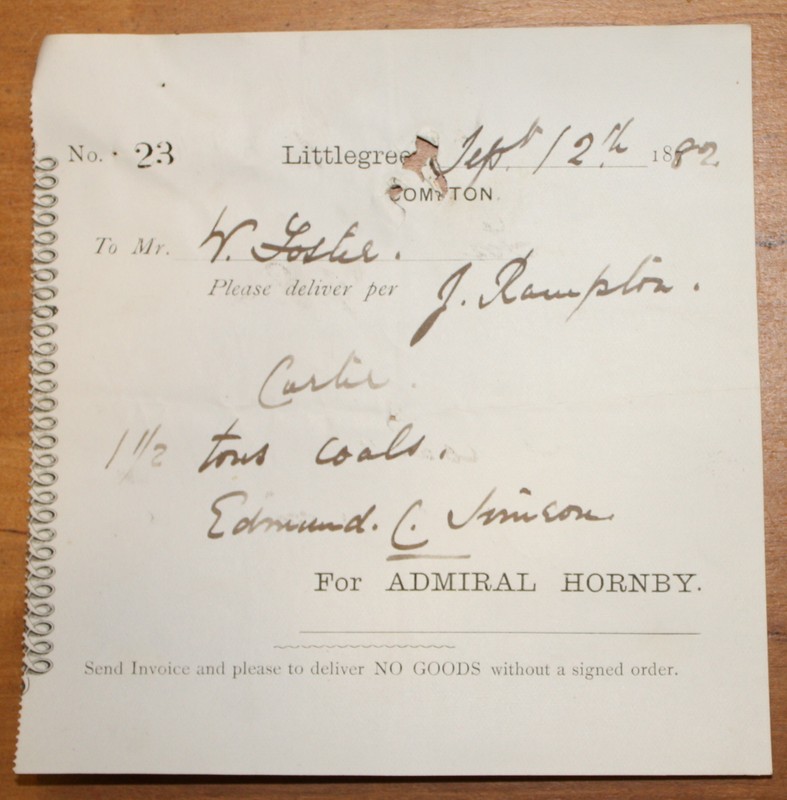 No. 23 Littlegree Sept 12th 1882
COMPTON.
To Mr. W. Foster.
Please deliver per J. Rampton.
Carter.
1 1/2 tons coals.
Edmund. C.
For ADMIRAL HORNBY.
Send Invoice and please to deliver NO GOODS without a signed order.